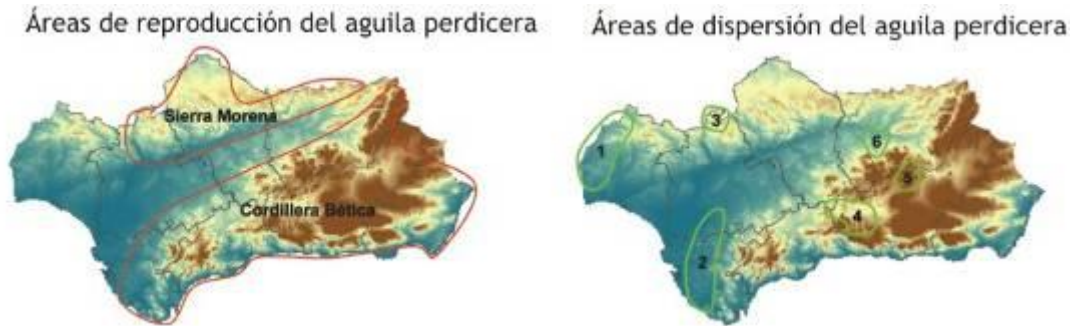 Áreas de reproducción del aguila perdicera
Sierra Morena
Cordillera Bética
Áreas de dispersión del aguila perdicera
1
3
6
5
4
2